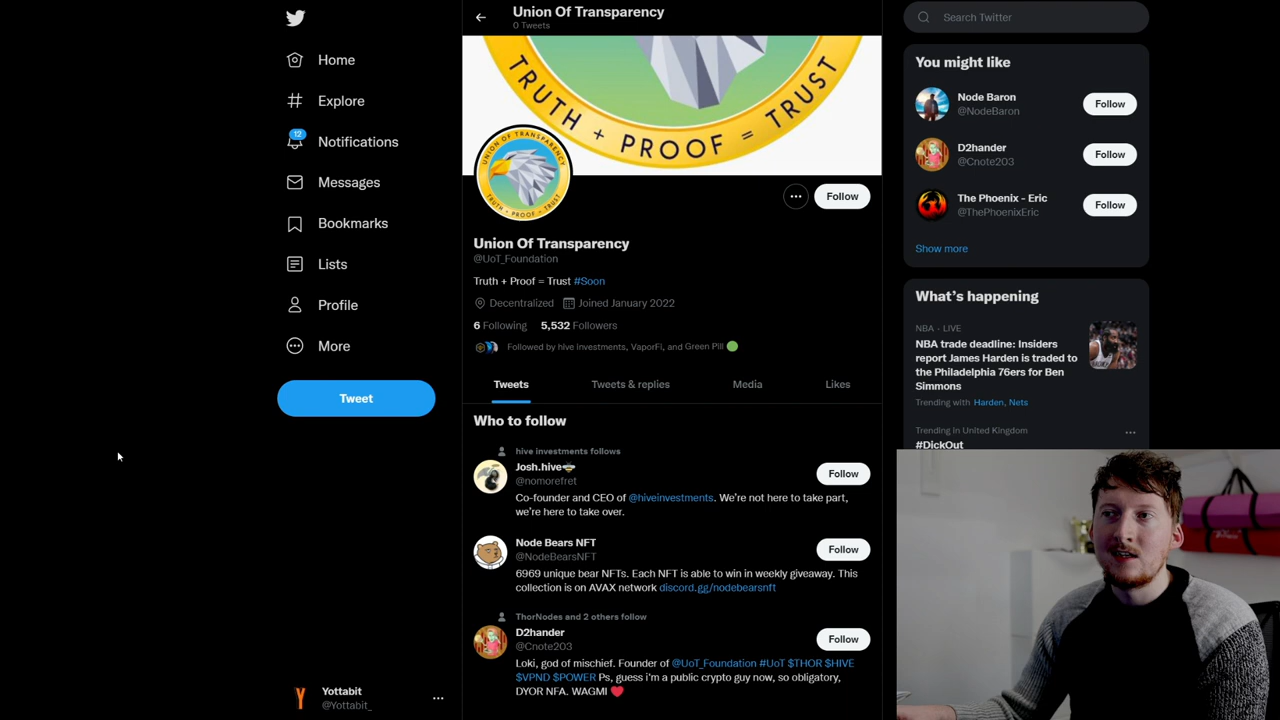 Home
Explore
12
Notifications
Messages
Bookmarks
Lists
Profile
More
Tweet
Yottabit
@Yottabit_
Union Of Transparency
0 Tweets
TRUTH + PROOF = TRUST
UNION OF TRANSPARENCY
TRUTH + PROOF = TRUST
Follow
Union Of Transparency
@UoT_Foundation
Truth + Proof = Trust #Soon
Decentralized Joined January 2022
6 Following 5,532 Followers
Followed by hive investments, VaporFi, and Green Pill
Tweets Tweets & replies Media Likes
Who to follow
hive investments follows
Josh.hive
@nomorefret
Follow
Co-founder and CEO of @hiveinvestments. We're not here to take part,
we're here to take over.
Node Bears NFT
@NodeBearsNFT
Follow
6969 unique bear NFTs. Each NFT is able to win in weekly giveaway. This
collection is on AVAX network discord.gg/nodebearsnft
ThorNodes and 2 others follow
D2hander
@Cnote203
Follow
Loki, god of mischief. Founder of @UoT_Foundation #UoT $THOR $HIVE
$VPND $POWER Ps, guess i'm a public crypto guy now, so obligatory,
DYOR NFA. WAGMI
Search Twitter
You might like
Node Baron
@NodeBaron
Follow
D2hander
@Cnote203
Follow
The Phoenix - Eric
@ThePhoenixEric
Follow
Show more
What's happening
NBA · LIVE
NBA trade deadline: Insiders
report James Harden is traded to
the Philadelphia 76ers for Ben
Simmons
Trending with Harden, Nets
Trending in United Kingdom
#DickOut